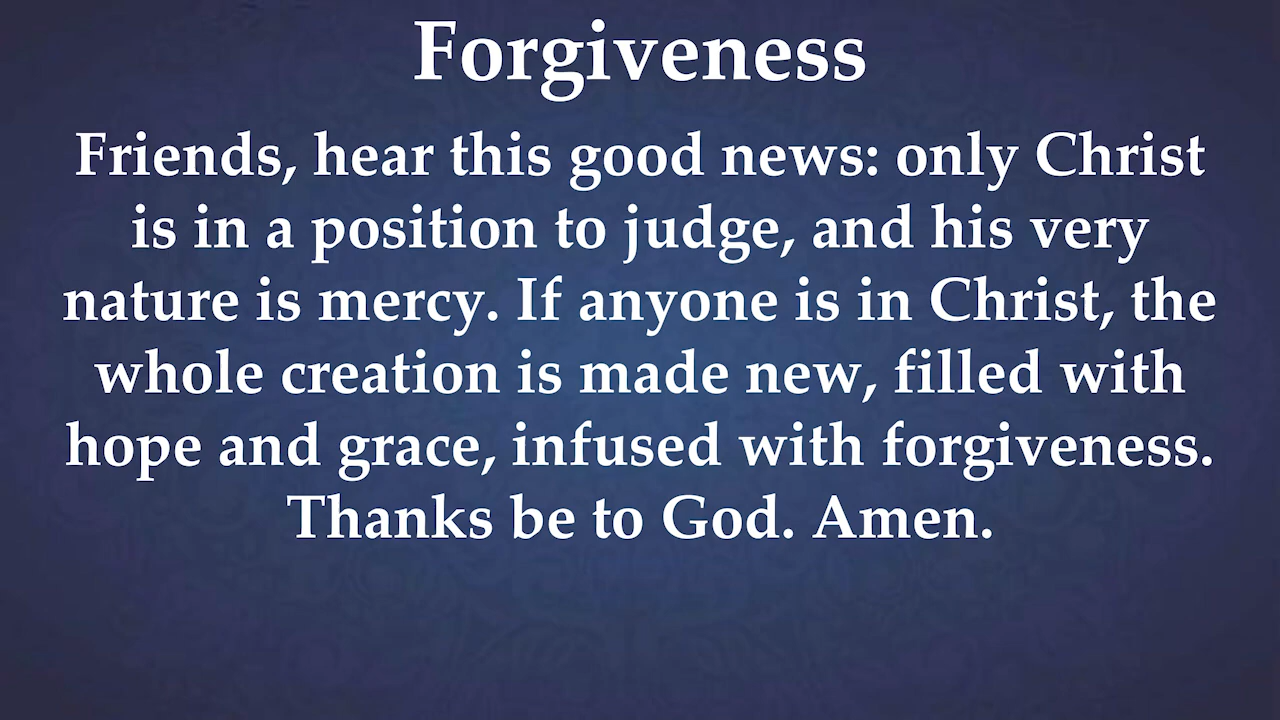 Forgiveness
Friends, hear this good news: only Christ
is in a position to judge, and his very
nature is mercy. If anyone is in Christ, the
whole creation is made new, filled with
hope and grace, infused with forgiveness.
Thanks be to God. Amen.